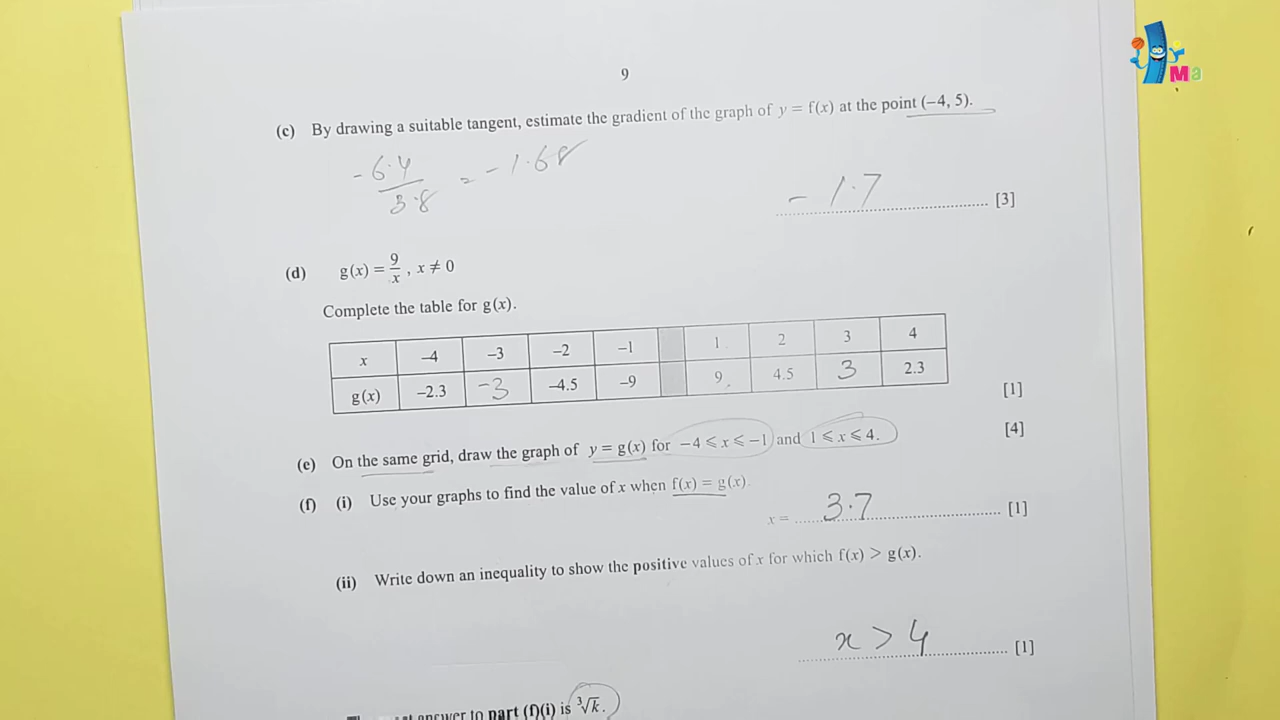 Ma
9
(c) By drawing a suitable tangent, estimate the gradient of the graph of y = f(x) at the point (−4, 5).
-6.4/3.8 = -1.68
-1.7 [3]
(d) g(x) = 9/x , x ≠ 0
Complete the table for g(x).
x −4 −3 −2 −1 1 2 3 4
g(x) −2.3 -3 −4.5 −9 9 4.5 3 2.3
[1]
(e) On the same grid, draw the graph of y = g(x) for −4 ⩽ x ⩽ −1 and 1 ⩽ x ⩽ 4. [4]
(f) (i) Use your graphs to find the value of x when f(x) = g(x).
x = 3.7 [1]
(ii) Write down an inequality to show the positive values of x for which f(x) > g(x).
x > 4 [1]
answer to part (f)(i) is ∛k.